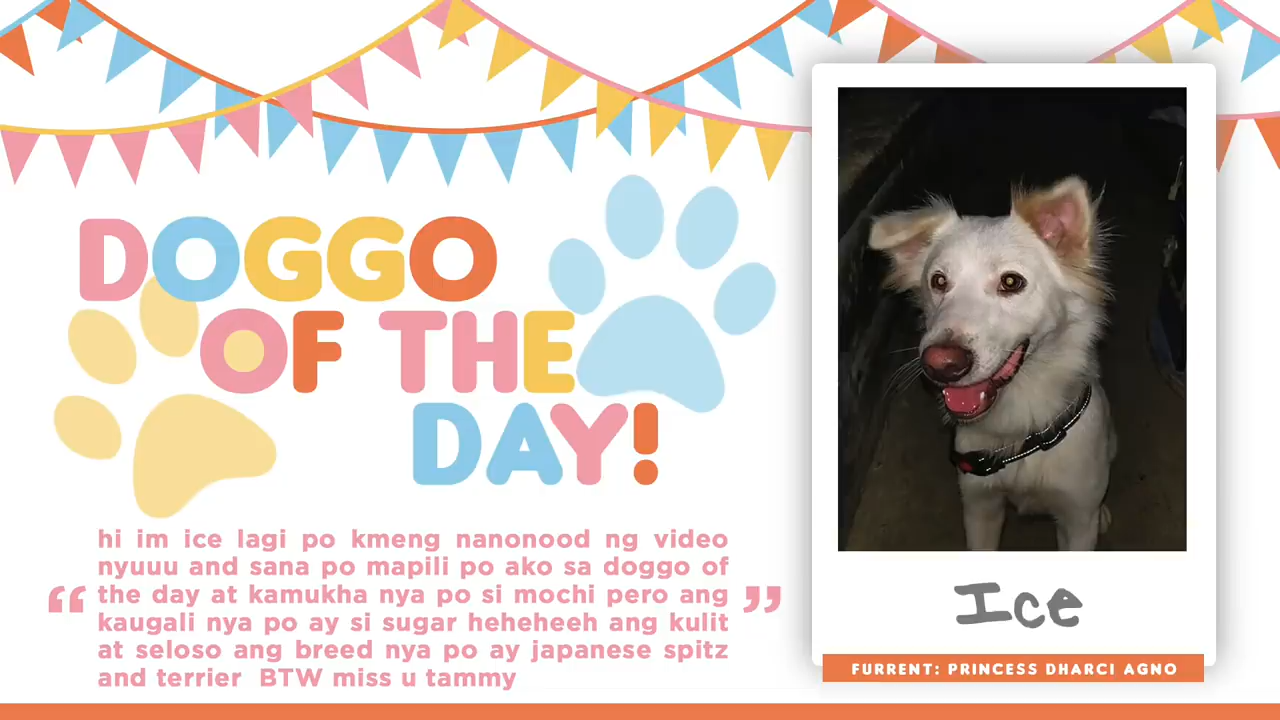 DOGGO
OF THE
DAY!
hi im ice lagi po kmeng nanonood ng video
nyuuu and sana po mapili po ako sa doggo of
“ the day at kamukha nya po si mochi pero ang ”
kaugali nya po ay si sugar heheheeh ang kulit
at seloso ang breed nya po ay japanese spitz
and terrier BTW miss u tammy
Ice
FURRENT: PRINCESS DHARCI AGNO